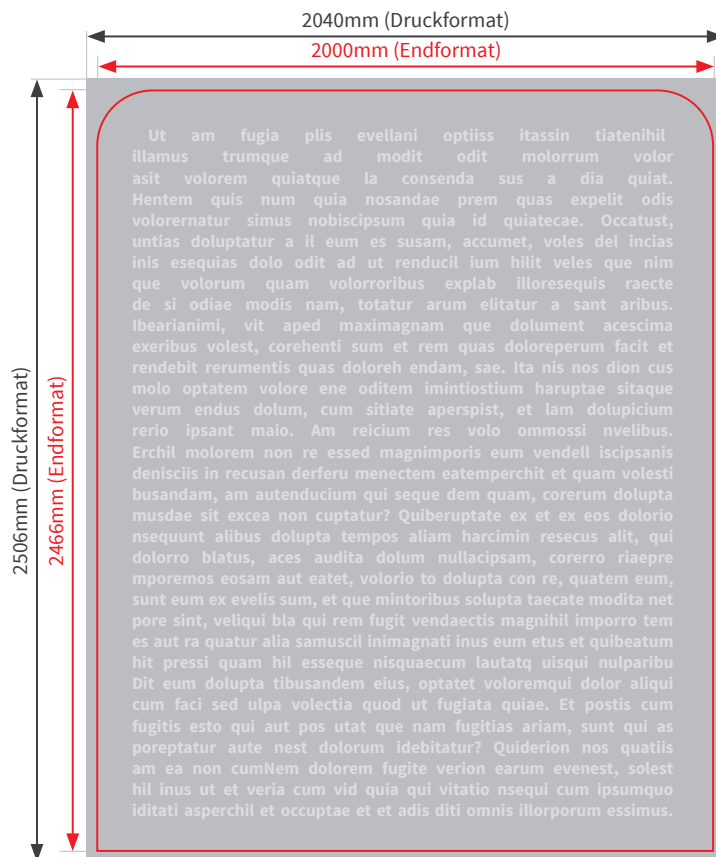 2040mm (Druckformat)
2000mm (Endformat)
2506mm (Druckformat)
2466mm (Endformat)
Ut am fugia plis evellani optiiss itassin tiatenihil
illamus trumque ad modit odit molorrum volor
asit volorem quiatque la consenda sus a dia quiat.
Hentem quis num quia nosandae prem quas expelit odis
volorernatur simus nobiscipsum quia id quiatecae. Occatust,
untias doluptatur a il eum es susam, accumet, voles del incias
inis esequias dolo odit ad ut renducil ium hilit veles que nim
que volorum quam volorroribus explab illoresequis raecte
de si odiae modis nam, totatur arum elitatur a sant aribus.
Ibearianimi, vit aped maximagnam que dolument acescima
exeribus volest, corehenti sum et rem quas doloreperum facit et
rendebit rerumentis quas doloreh endam, sae. Ita nis nos dion cus
molo optatem volore ene oditem imintiostium haruptae sitaque
verum endus dolum, cum sitiate aperspist, et lam dolupicium
rerio ipsant maio. Am reicium res volo ommossi nvelibus.
Erchil molorem non re essed magnimporis eum vendell iscipsanis
denisciis in recusan derferu menectem eatemperchit et quam volesti
busandam, am autenducium qui seque dem quam, corerum dolupta
musdae sit excea non cuptatur? Quiberuptate ex et ex eos dolorio
nsequunt alibus dolupta tempos aliam harcimin resecus alit, qui
dolorro blatus, aces audita dolum nullacipsam, corerro riaepre
mporemos eosam aut eatet, volorio to dolupta con re, quatem eum,
sunt eum ex evelis sum, et que mintoribus solupta taecate modita net
pore sint, veliqui bla qui rem fugit vendaectis magnihil imporro tem
es aut ra quatur alia samuscil inimagnati inus eum etus et quibeatum
hit pressi quam hil esseque nisquaecum lautatq uisqui nulparibu
Dit eum dolupta tibusandem eius, optatet voloremqui dolor aliqui
cum faci sed ulpa volectia quod ut fugiata quiae. Et postis cum
fugitis esto qui aut pos utat que nam fugitias ariam, sunt qui as
poreptatur aute nest dolorum idebitatur? Quiderion nos quatiis
am ea non cumNem dolorem fugite verion earum evenest, solest
hil inus ut et veria cum vid quia qui vitatio nsequi cum ipsumquo
iditati asperchil et occuptae et et adis diti omnis illorporum essimus.